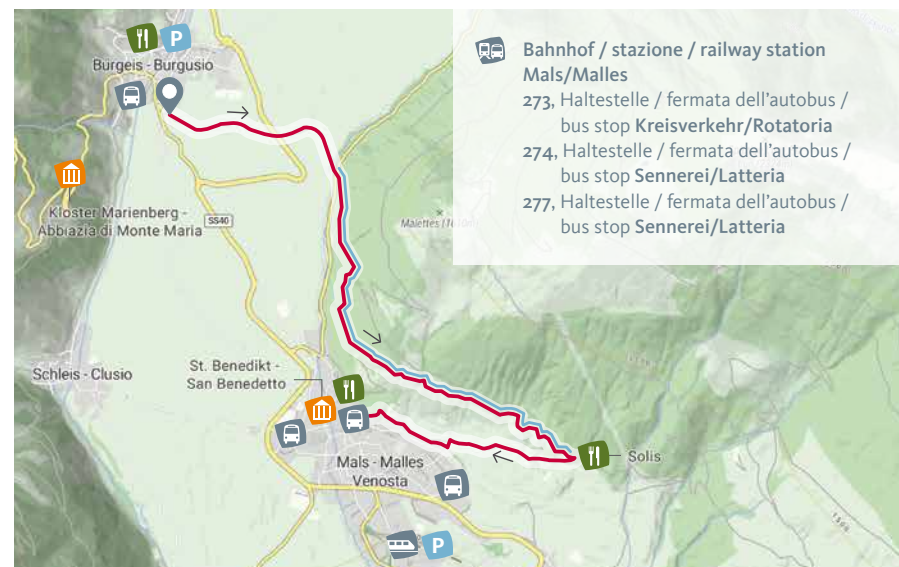 Bahnhof / stazione / railway station
Mals/Malles
273, Haltestelle / fermata dell'autobus /
bus stop Kreisverkehr/Rotatoria
274, Haltestelle / fermata dell'autobus /
bus stop Sennerei/Latteria
277, Haltestelle / fermata dell'autobus /
bus stop Sennerei/Latteria
P
Burgeis - Burgusio
Kloster Marienberg -
Abbiazia di Monte Maria
SS40
Malettes
Schleis - Clusio
St. Benedikt -
San Benedetto
Solis
Mals - Malles
Venosta
P